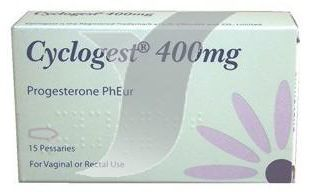 Cyclogest® 400mg
Progesterone PhEur
15 Pessaries
For Vaginal or Rectal Use